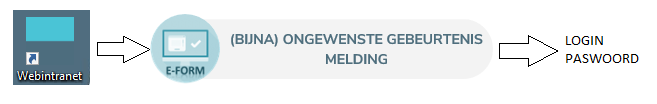 Webintranet
E-FORM
(BIJNA) ONGEWENSTE GEBEURTENIS
MELDING
LOGIN
PASWOORD